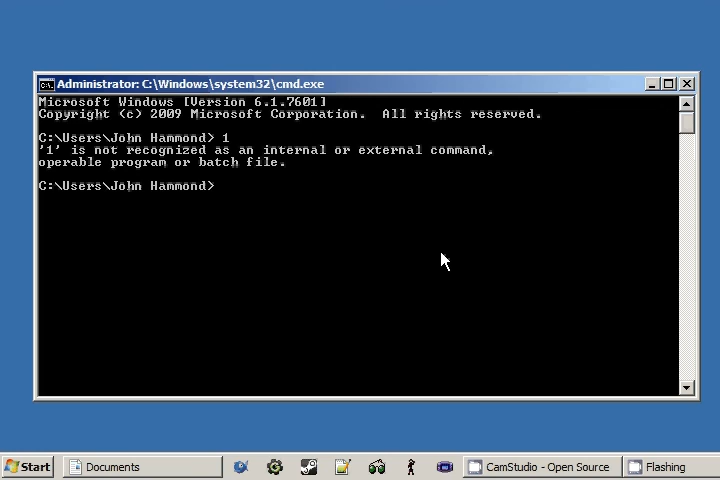 Administrator: C:\Windows\system32\cmd.exe
Microsoft Windows [Version 6.1.7601]
Copyright (c) 2009 Microsoft Corporation.  All rights reserved.
C:\Users\John Hammond> 1
'1' is not recognized as an internal or external command,
operable program or batch file.
C:\Users\John Hammond>
Start
Documents
CamStudio - Open Source
Flashing